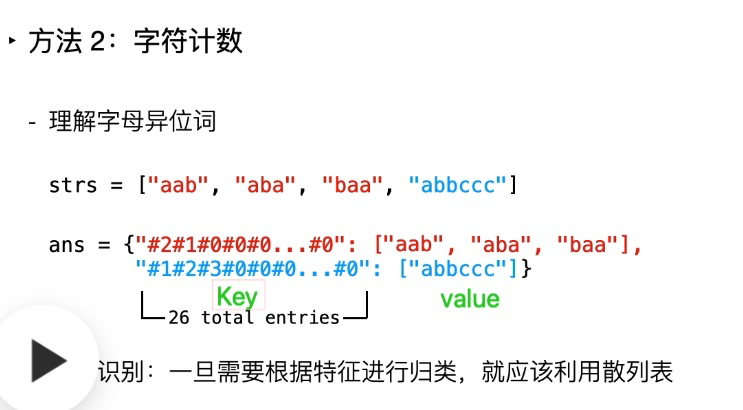 ▸ 方法 2：字符计数
- 理解字母异位词
strs = ["aab", "aba", "baa", "abbccc"]
ans = {"#2#1#0#0#0...#0": ["aab", "aba", "baa"],
"#1#2#3#0#0#0...#0": ["abbccc"]}
Key value
26 total entries
识别：一旦需要根据特征进行归类，就应该利用散列表